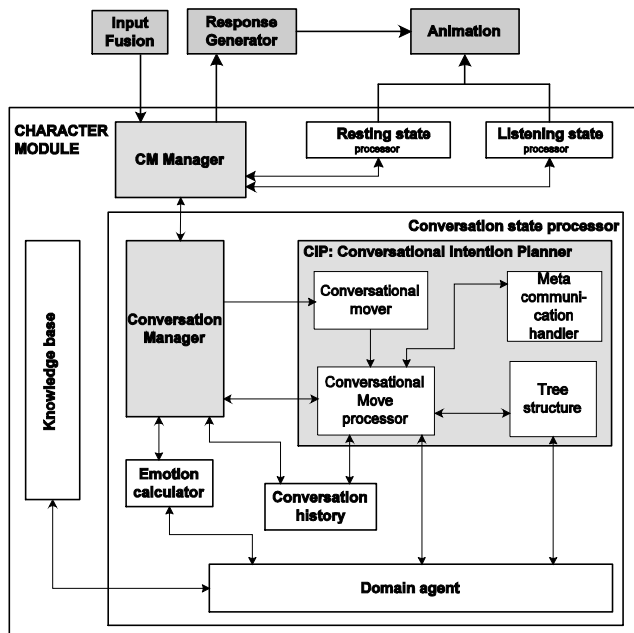 Input
Fusion
Response
Generator
Animation
CHARACTER
MODULE
CM Manager
Resting state
processor
Listening state
processor
Conversation state processor
CIP: Conversational Intention Planner
Knowledge base
Conversation
Manager
Conversational
mover
Meta
communi-
cation
handler
Conversational
Move
processor
Tree
structure
Emotion
calculator
Conversation
history
Domain agent